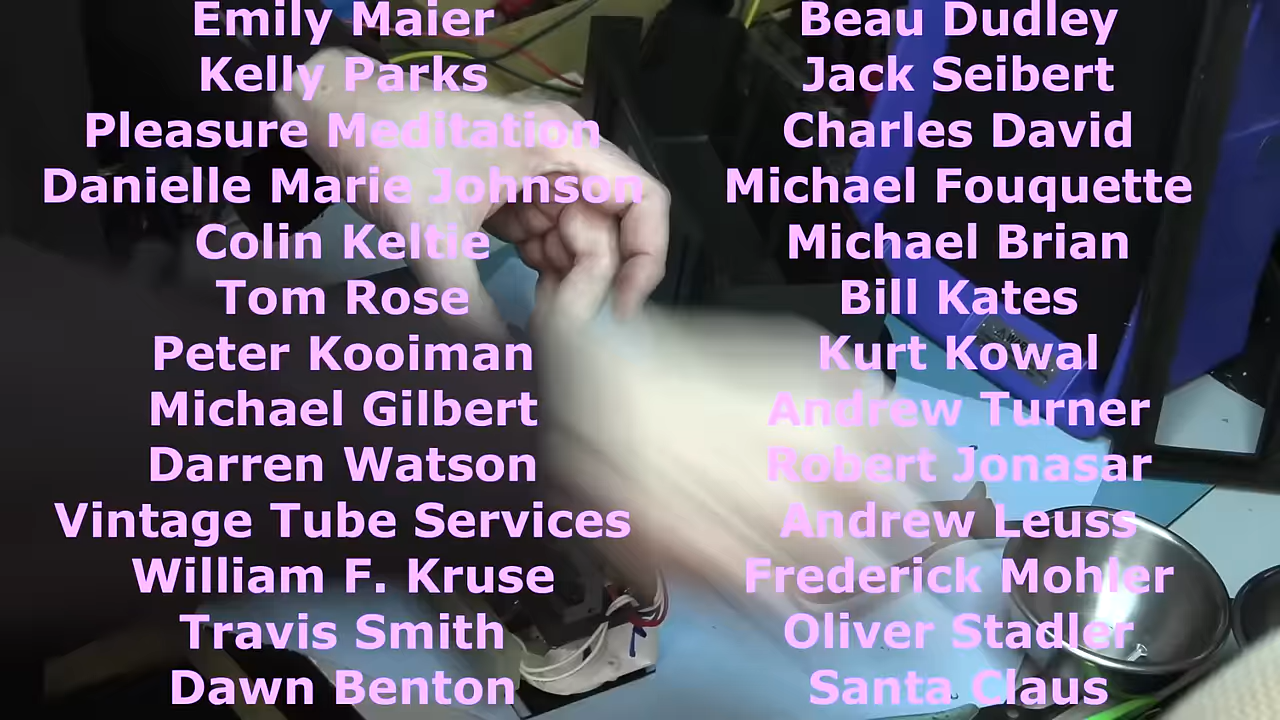 Emily Maier
Kelly Parks
Pleasure Meditation
Danielle Marie Johnson
Colin Keltie
Tom Rose
Peter Kooiman
Michael Gilbert
Darren Watson
Vintage Tube Services
William F. Kruse
Travis Smith
Dawn Benton
Beau Dudley
Jack Seibert
Charles David
Michael Fouquette
Michael Brian
Bill Kates
Kurt Kowal
Andrew Turner
Robert Jonasar
Andrew Leuss
Frederick Mohler
Oliver Stadler
Santa Claus